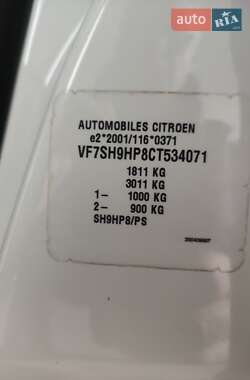 AUTO RIA
AUTOMOBILES CITROEN
e2*2001/116*0371
VF7SH9HP8CT534071
1811 KG
3011 KG
1- 1000 KG
2- 900 KG
SH9HP8/PS